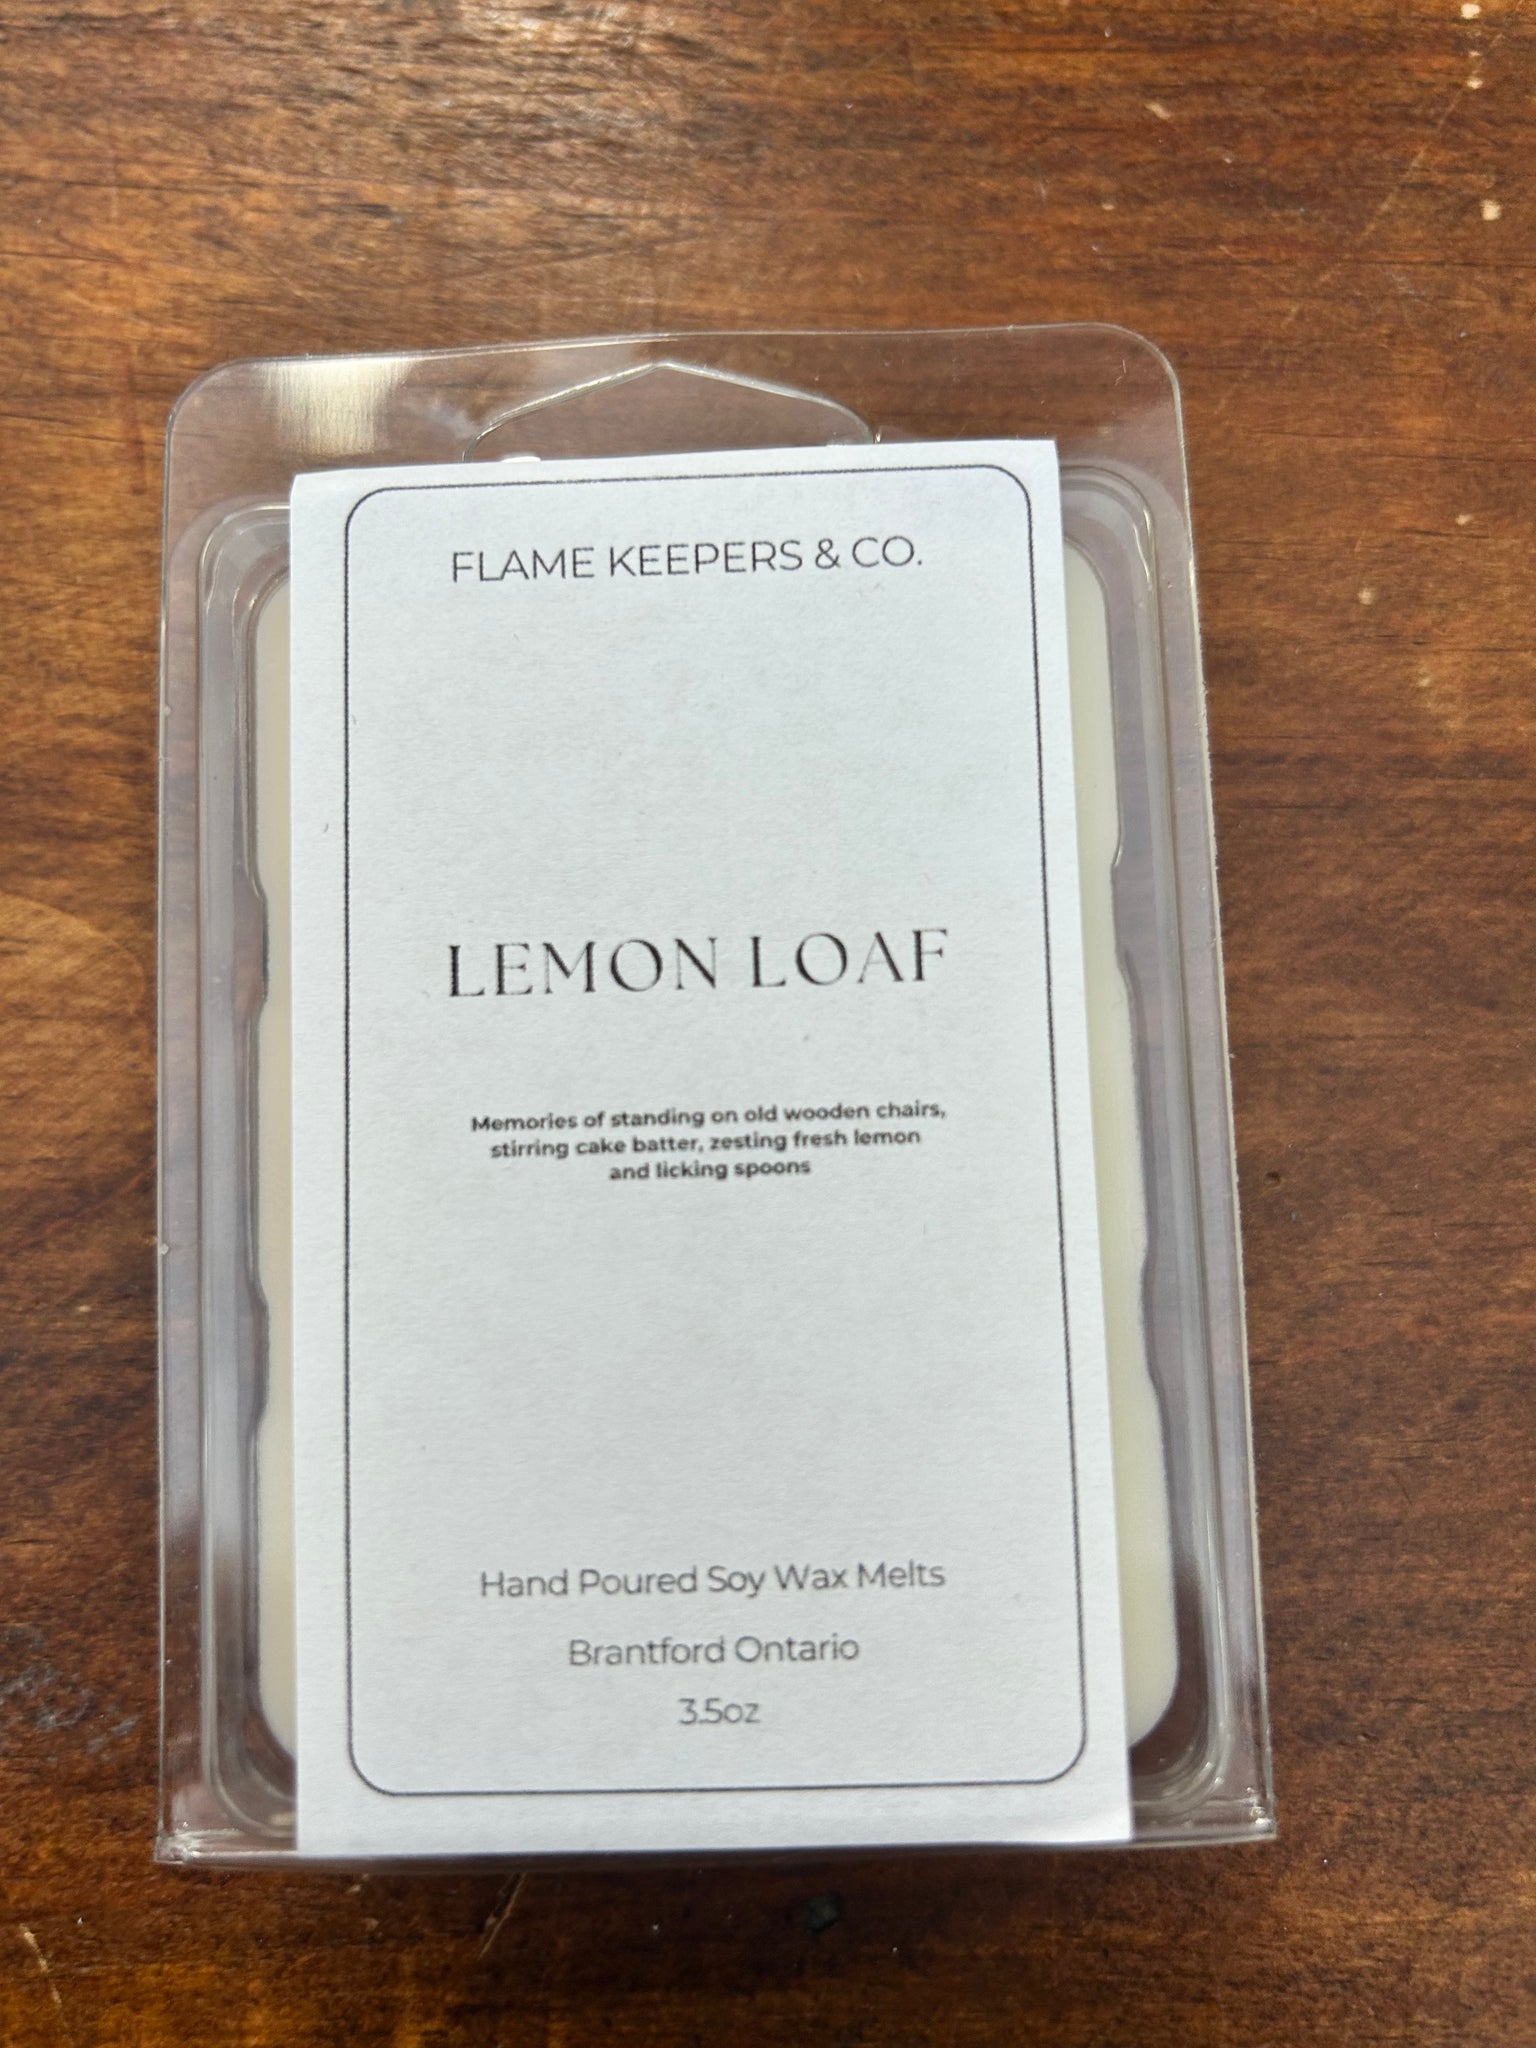 FLAME KEEPERS & CO.
LEMON LOAF
Memories of standing on old wooden chairs,
stirring cake batter, zesting fresh lemon
and licking spoons
Hand Poured Soy Wax Melts
Brantford Ontario
3.5oz